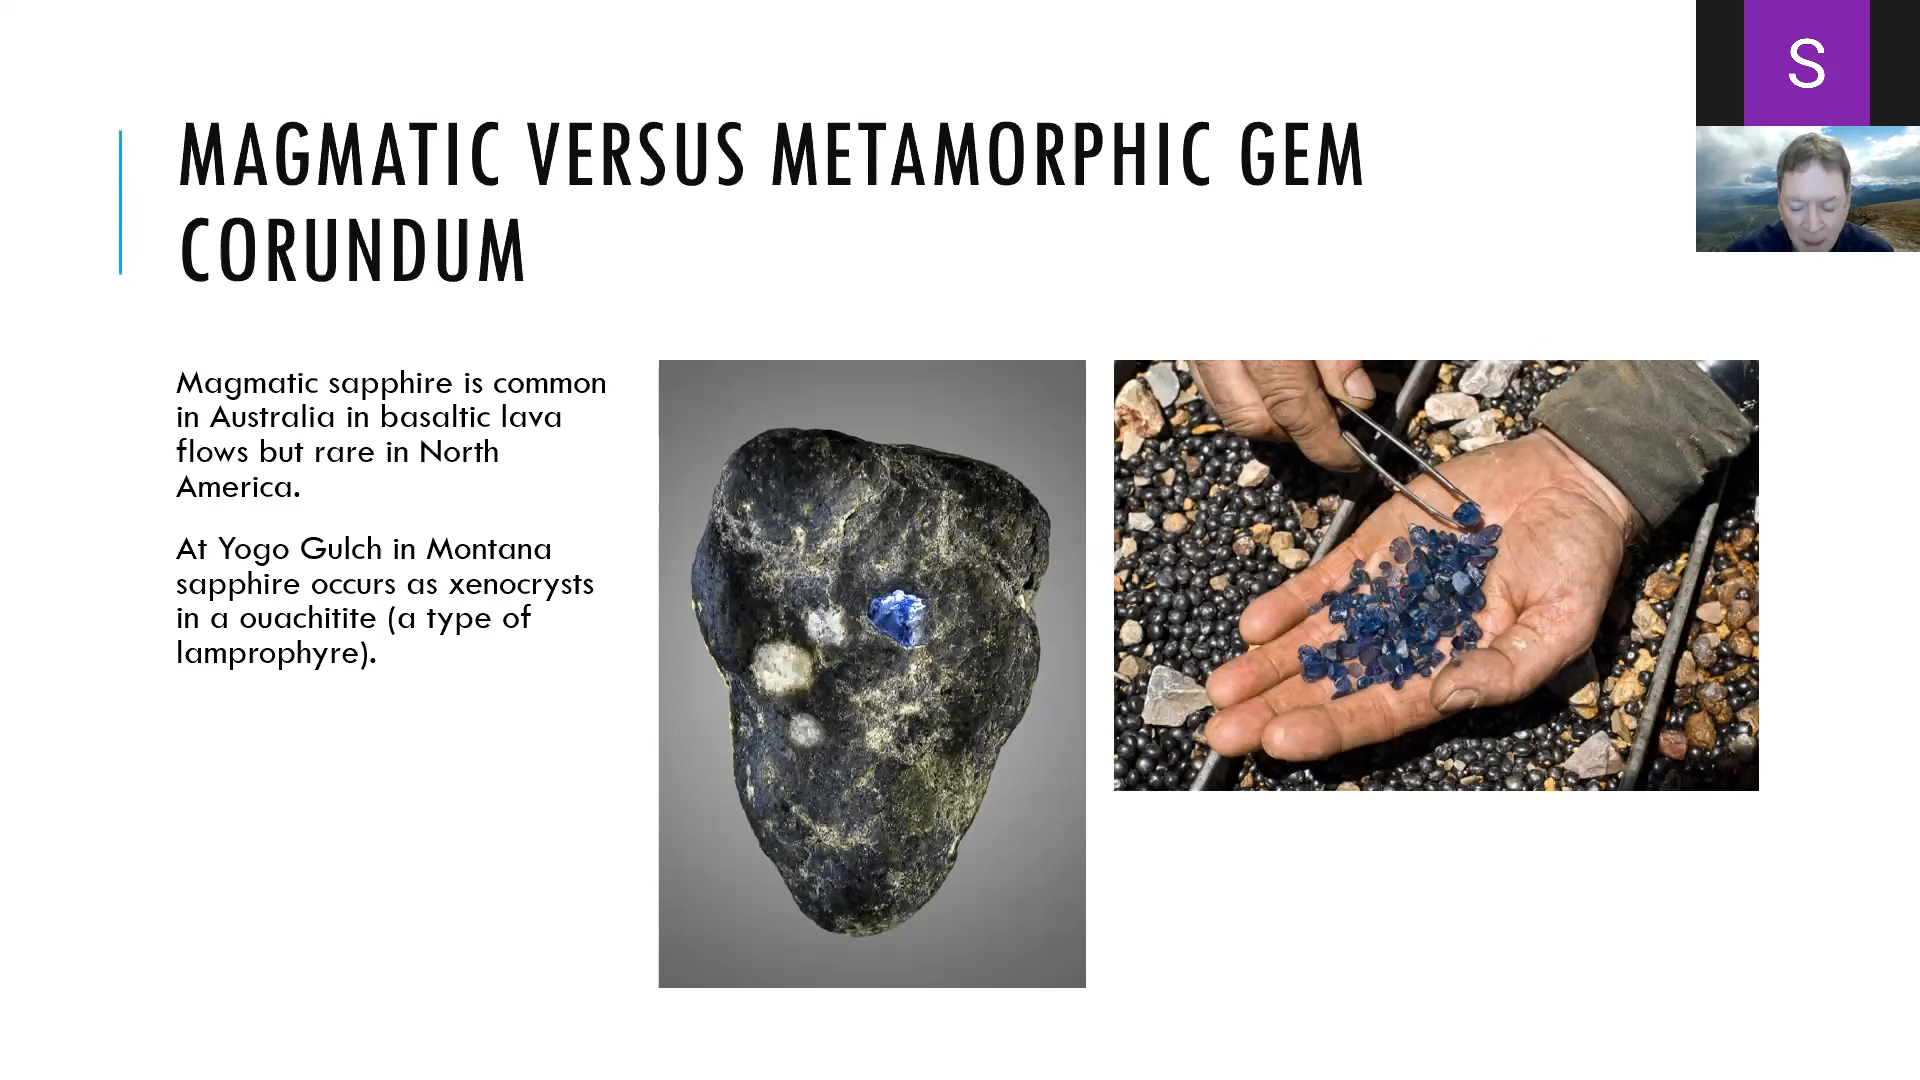 MAGMATIC VERSUS METAMORPHIC GEM
CORUNDUM
S
Magmatic sapphire is common
in Australia in basaltic lava
flows but rare in North
America.
At Yogo Gulch in Montana
sapphire occurs as xenocrysts
in a ouachitite (a type of
lamprophyre).